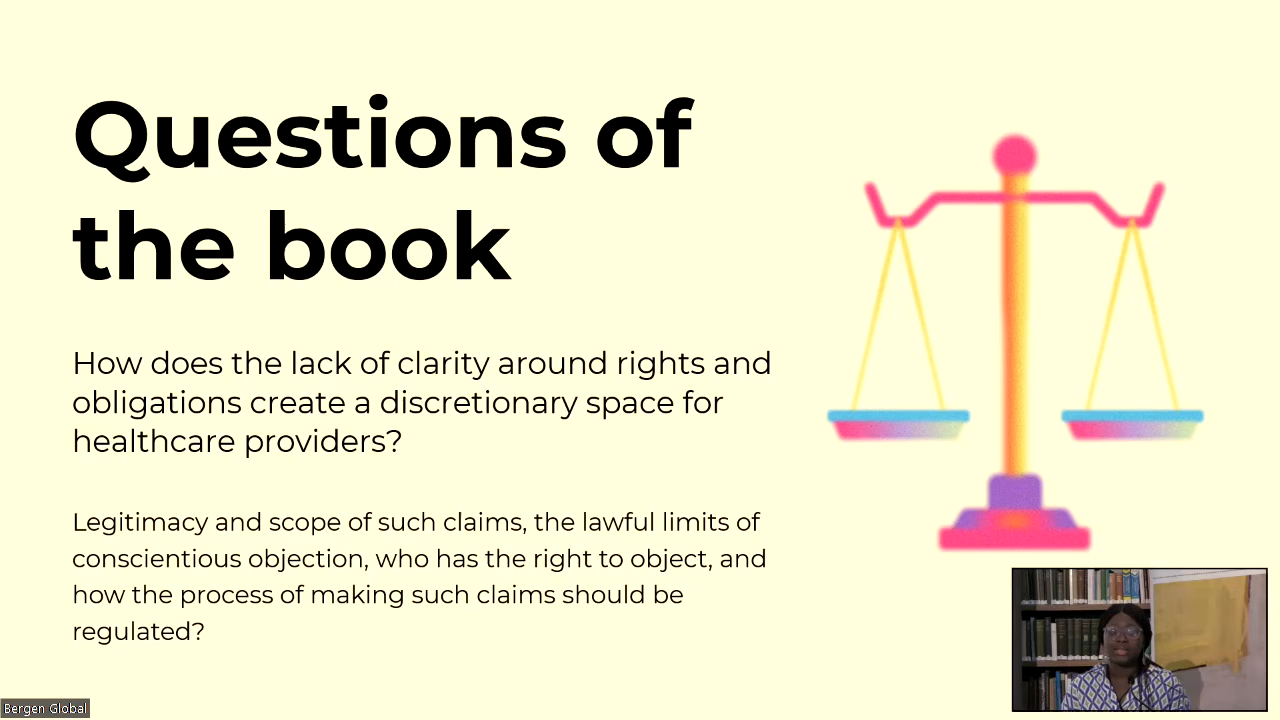 Questions of
the book
How does the lack of clarity around rights and
obligations create a discretionary space for
healthcare providers?
Legitimacy and scope of such claims, the lawful limits of
conscientious objection, who has the right to object, and
how the process of making such claims should be
regulated?
Bergen Global